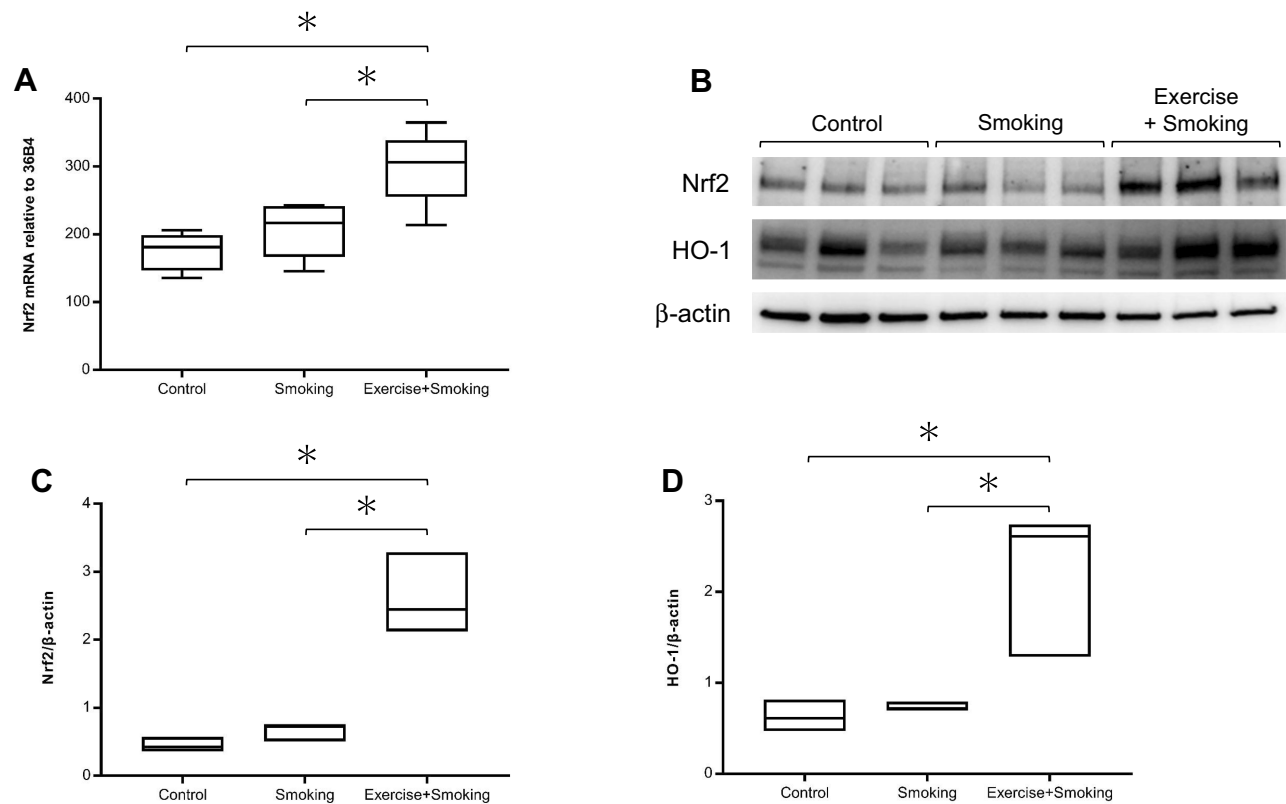 A
*
*
Nrf2 mRNA relative to 36B4
400
300
200
100
0
Control
Smoking
Exercise+Smoking
B
Control
Smoking
Exercise
+ Smoking
Nrf2
HO-1
β-actin
C
*
*
Nrf2/β-actin
4
3
2
1
0
Control
Smoking
Exercise+Smoking
D
*
*
HO-1/β-actin
3
2
1
0
Control
Smoking
Exercise+Smoking